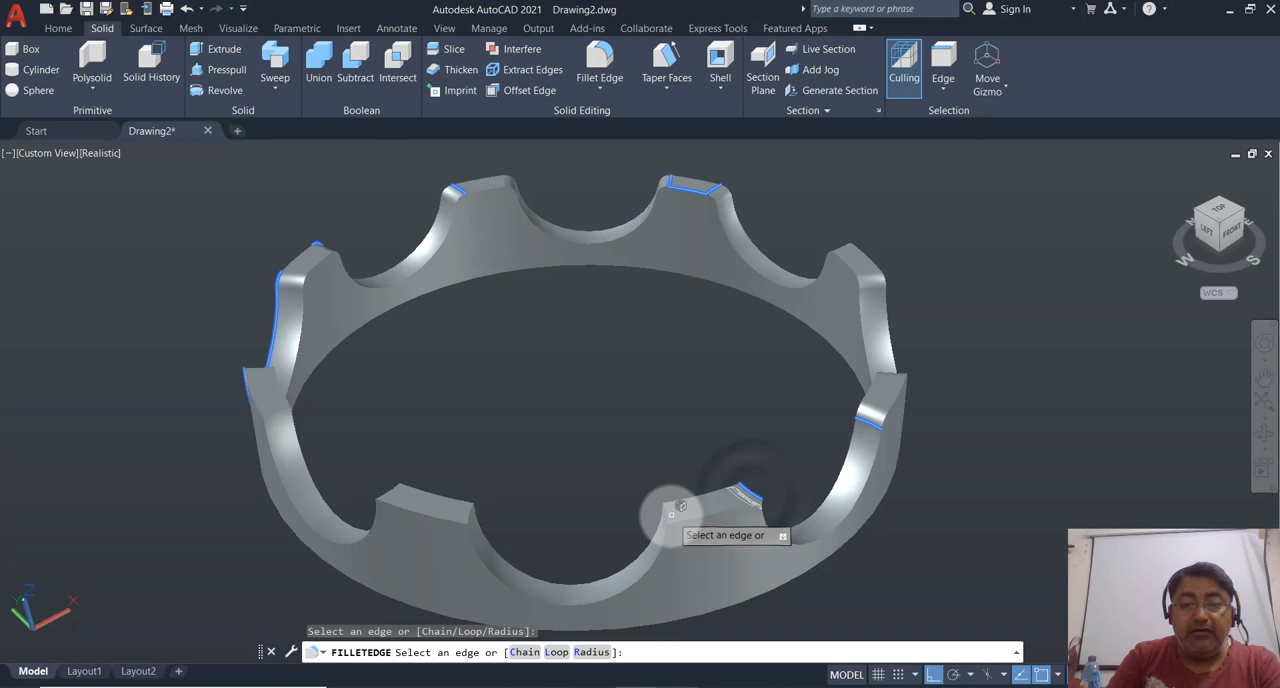 Autodesk AutoCAD 2021 Drawing2.dwg
Type a keyword or phrase
Sign In
Home Solid Surface Mesh Visualize Parametric Insert Annotate View Manage Output Add-ins Collaborate Express Tools Featured Apps
Box
Cylinder
Sphere
Polysolid
Solid History
Primitive
Extrude
Presspull
Revolve
Sweep
Solid
Union
Subtract
Intersect
Boolean
Slice
Thicken
Imprint
Interfere
Extract Edges
Offset Edge
Fillet Edge
Taper Faces
Shell
Solid Editing
Section
Plane
Live Section
Add Jog
Generate Section
Section
Culling
Edge
Move
Gizmo
Selection
Start
Drawing2*
[−][Custom View][Realistic]
TOP
LEFT
FRONT
N
E
W
S
WCS
Select an edge or
Z
Y
X
Select an edge or [Chain/Loop/Radius]:
FILLETEDGE Select an edge or [Chain Loop Radius]:
Model Layout1 Layout2
MODEL